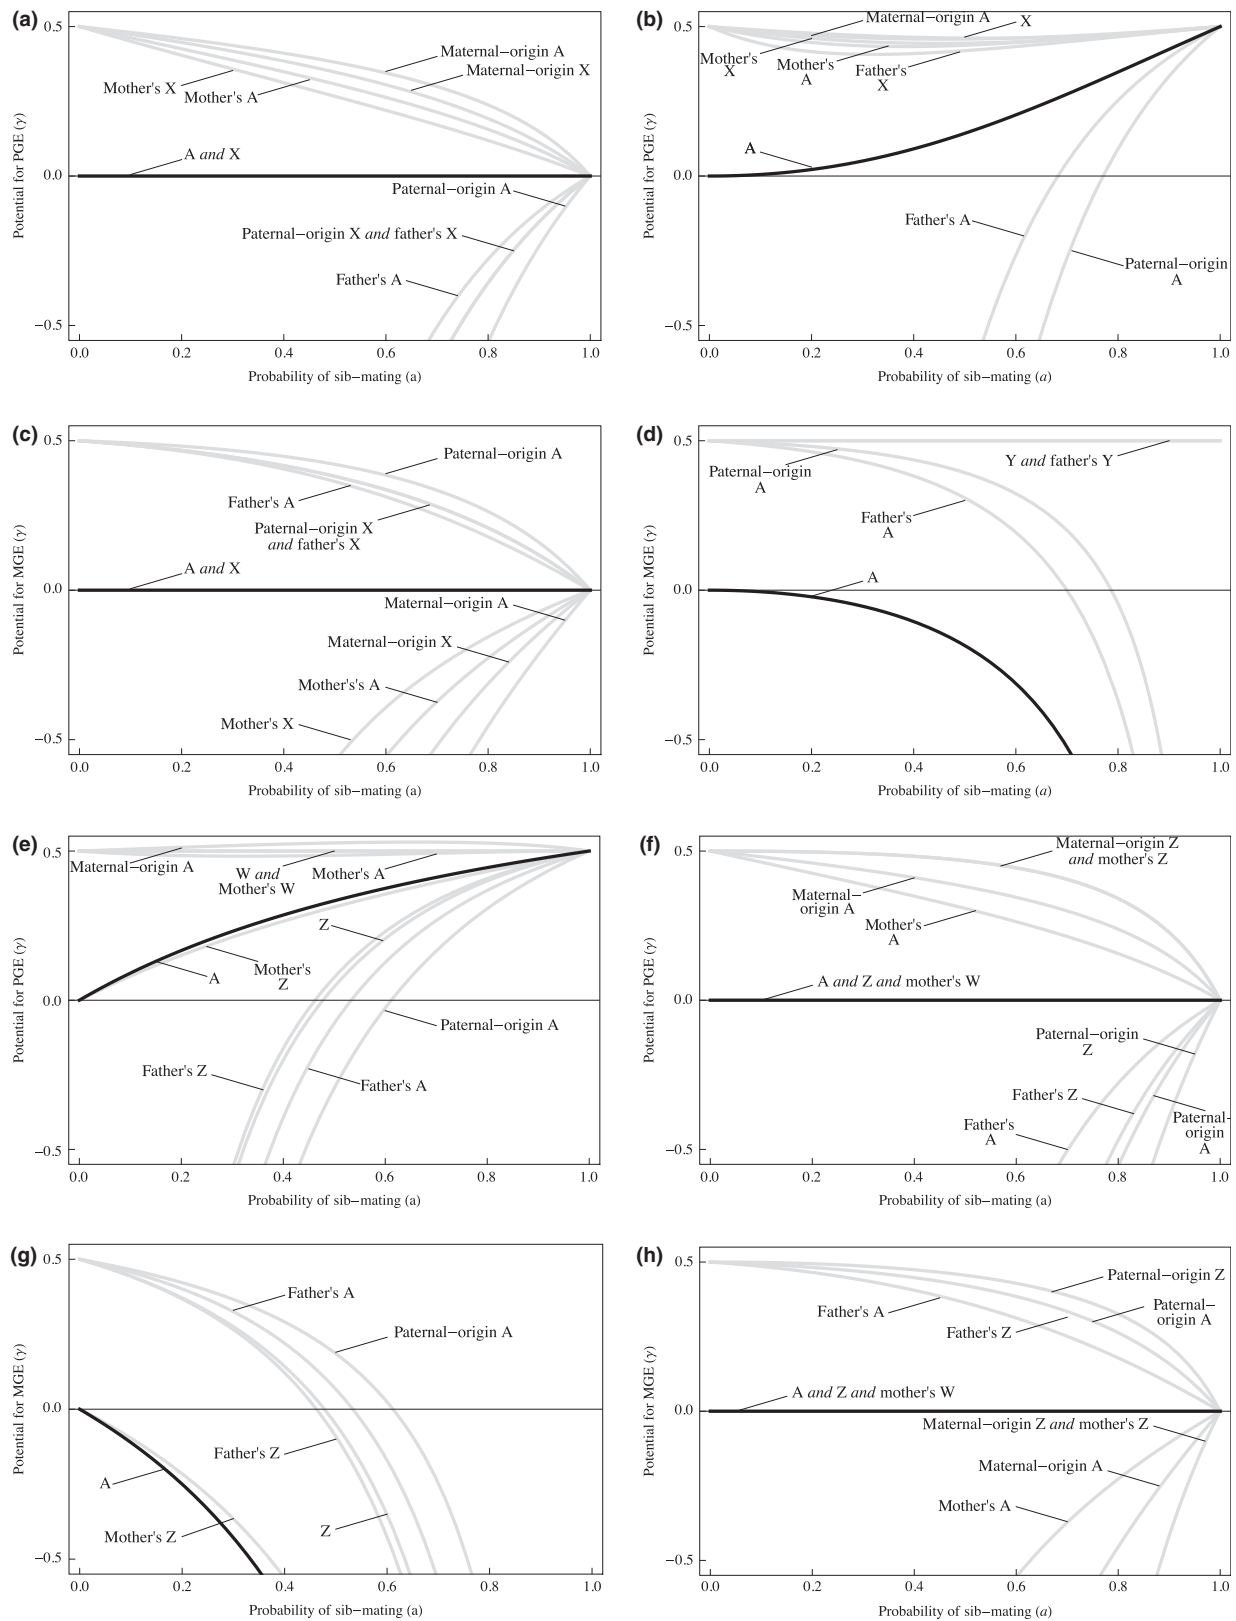 (a)
0.5
0.0
−0.5
Potential for PGE (γ)
Maternal−origin A
Maternal−origin X
Mother's X
Mother's A
A and X
Paternal−origin A
Paternal−origin X and father's X
Father's A
0.0 0.2 0.4 0.6 0.8 1.0
Probability of sib−mating (a)
(b)
0.5
0.0
−0.5
Potential for PGE (γ)
Maternal−origin A
X
Mother's
X
Mother's
A
Father's
X
A
Father's A
Paternal−origin
A
0.0 0.2 0.4 0.6 0.8 1.0
Probability of sib−mating (a)
(c)
0.5
0.0
−0.5
Potential for MGE (γ)
Paternal−origin A
Father's A
Paternal−origin X
and father's X
A and X
Maternal−origin A
Maternal−origin X
Mother's's A
Mother's X
0.0 0.2 0.4 0.6 0.8 1.0
Probability of sib−mating (a)
(d)
0.5
0.0
−0.5
Potential for MGE (γ)
Y and father's Y
Paternal−origin
A
Father's
A
A
0.0 0.2 0.4 0.6 0.8 1.0
Probability of sib−mating (a)
(e)
0.5
0.0
−0.5
Potential for PGE (γ)
Maternal−origin A
W and
Mother's W
Mother's A
Z
Mother's
Z
A
Paternal−origin A
Father's Z
Father's A
0.0 0.2 0.4 0.6 0.8 1.0
Probability of sib−mating (a)
(f)
0.5
0.0
−0.5
Potential for PGE (γ)
Maternal−origin Z
and mother's Z
Maternal−
origin A
Mother's
A
A and Z and mother's W
Paternal−origin
Z
Father's Z
Father's
A
Paternal−
origin
A
0.0 0.2 0.4 0.6 0.8 1.0
Probability of sib−mating (a)
(g)
0.5
0.0
−0.5
Potential for MGE (γ)
Father's A
Paternal−origin A
Father's Z
A
Mother's Z
Z
0.0 0.2 0.4 0.6 0.8 1.0
Probability of sib−mating (a)
(h)
0.5
0.0
−0.5
Potential for MGE (γ)
Paternal−origin Z
Paternal−
origin A
Father's A
Father's Z
A and Z and mother's W
Maternal−origin Z and mother's Z
Maternal−origin A
Mother's A
0.0 0.2 0.4 0.6 0.8 1.0
Probability of sib−mating (a)